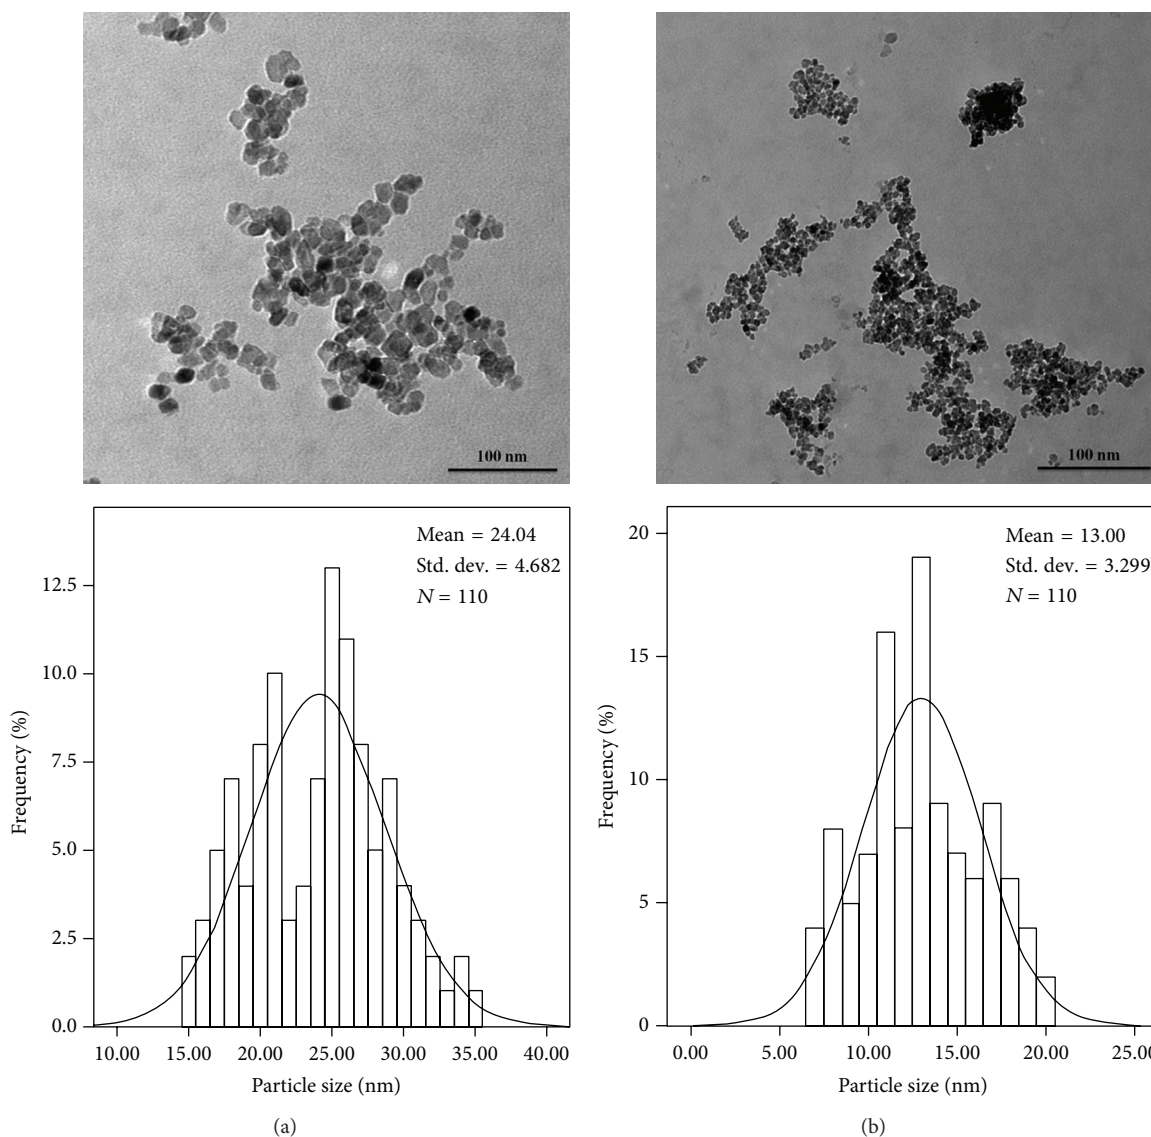 100 nm
100 nm
Mean = 24.04
Std. dev. = 4.682
N = 110
12.5
10.0
7.5
5.0
2.5
0.0
Frequency (%)
10.00 15.00 20.00 25.00 30.00 35.00 40.00
Particle size (nm)
(a)
Mean = 13.00
Std. dev. = 3.299
N = 110
20
15
10
5
0
Frequency (%)
0.00 5.00 10.00 15.00 20.00 25.00
Particle size (nm)
(b)